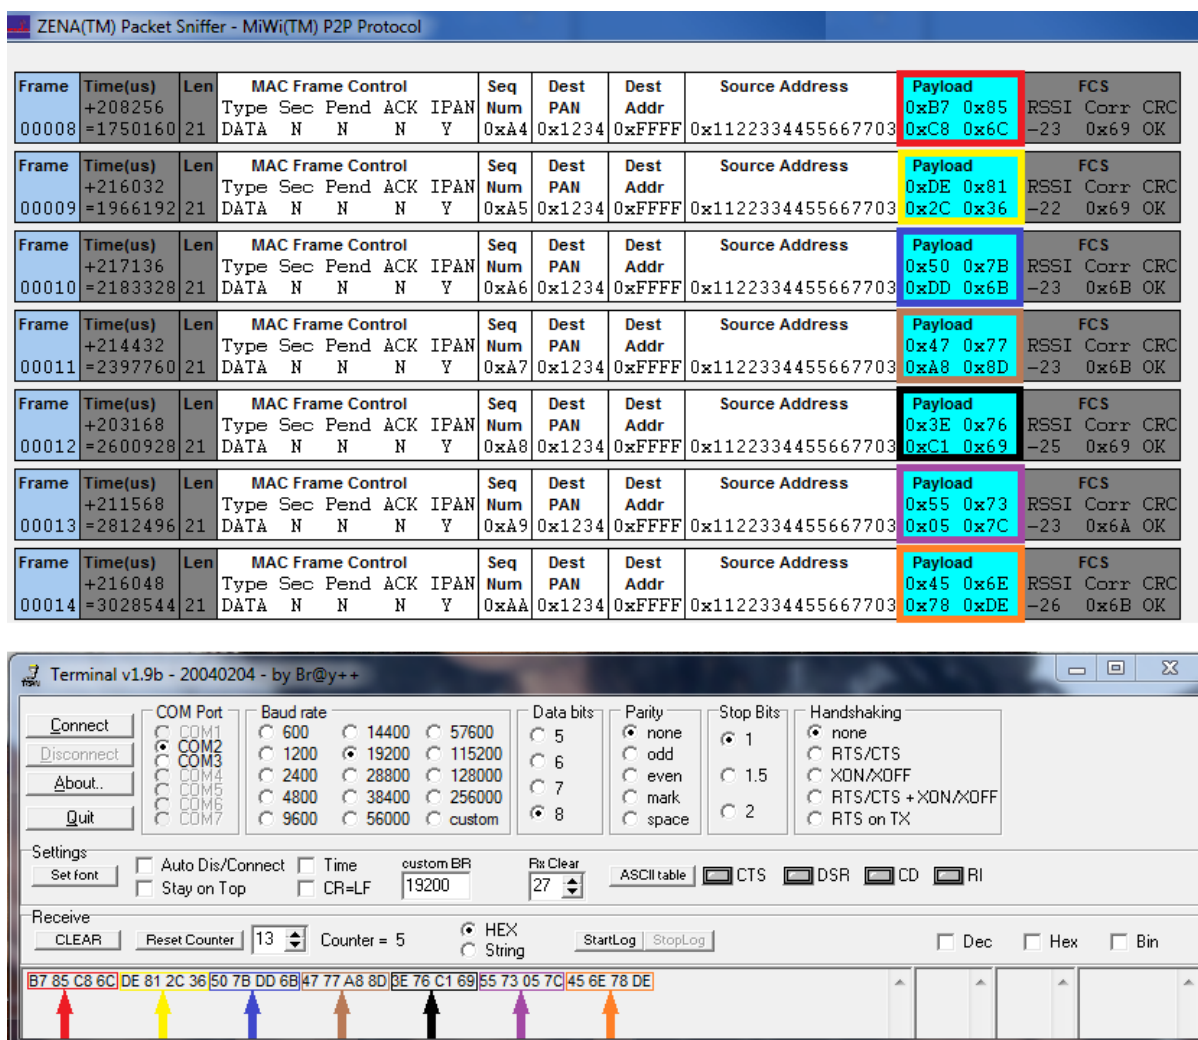 ZENA(TM) Packet Sniffer - MiWi(TM) P2P Protocol
Frame Time(us) Len MAC Frame Control Seq Dest Dest Source Address Payload FCS
+208256 Type Sec Pend ACK IPAN Num PAN Addr 0xB7 0x85 RSSI Corr CRC
00008 =1750160 21 DATA N N N Y 0xA4 0x1234 0xFFFF 0x1122334455667703 0xC8 0x6C -23 0x69 OK
Frame Time(us) Len MAC Frame Control Seq Dest Dest Source Address Payload FCS
+216032 Type Sec Pend ACK IPAN Num PAN Addr 0xDE 0x81 RSSI Corr CRC
00009 =1966192 21 DATA N N N Y 0xA5 0x1234 0xFFFF 0x1122334455667703 0x2C 0x36 -22 0x69 OK
Frame Time(us) Len MAC Frame Control Seq Dest Dest Source Address Payload FCS
+217136 Type Sec Pend ACK IPAN Num PAN Addr 0x50 0x7B RSSI Corr CRC
00010 =2183328 21 DATA N N N Y 0xA6 0x1234 0xFFFF 0x1122334455667703 0xDD 0x6B -23 0x6B OK
Frame Time(us) Len MAC Frame Control Seq Dest Dest Source Address Payload FCS
+214432 Type Sec Pend ACK IPAN Num PAN Addr 0x47 0x77 RSSI Corr CRC
00011 =2397760 21 DATA N N N Y 0xA7 0x1234 0xFFFF 0x1122334455667703 0xA8 0x8D -23 0x6B OK
Frame Time(us) Len MAC Frame Control Seq Dest Dest Source Address Payload FCS
+203168 Type Sec Pend ACK IPAN Num PAN Addr 0x3E 0x76 RSSI Corr CRC
00012 =2600928 21 DATA N N N Y 0xA8 0x1234 0xFFFF 0x1122334455667703 0xC1 0x69 -25 0x69 OK
Frame Time(us) Len MAC Frame Control Seq Dest Dest Source Address Payload FCS
+211568 Type Sec Pend ACK IPAN Num PAN Addr 0x55 0x73 RSSI Corr CRC
00013 =2812496 21 DATA N N N Y 0xA9 0x1234 0xFFFF 0x1122334455667703 0x05 0x7C -23 0x6A OK
Frame Time(us) Len MAC Frame Control Seq Dest Dest Source Address Payload FCS
+216048 Type Sec Pend ACK IPAN Num PAN Addr 0x45 0x6E RSSI Corr CRC
00014 =3028544 21 DATA N N N Y 0xAA 0x1234 0xFFFF 0x1122334455667703 0x78 0xDE -26 0x6B OK
Terminal v1.9b - 20040204 - by Br@y++
COM Port Baud rate Data bits Parity Stop Bits Handshaking
Connect COM1 600 14400 57600 5 none 1 none
Disconnect COM2 1200 19200 115200 6 odd RTS/CTS
COM3
About.. COM4 2400 28800 128000 7 even 1.5 XON/XOFF
COM5 4800 38400 256000 mark RTS/CTS + XON/XOFF
COM6
Quit COM7 9600 56000 custom 8 space 2 RTS on TX
Settings
Set font Auto Dis/Connect Time custom BR Rx Clear ASCII table CTS DSR CD RI
Stay on Top CR=LF 19200 27
Receive
CLEAR Reset Counter 13 Counter = 5 HEX StartLog StopLog Dec Hex Bin
String
B7 85 C8 6C DE 81 2C 36 50 7B DD 6B 47 77 A8 8D 3E 76 C1 69 55 73 05 7C 45 6E 78 DE